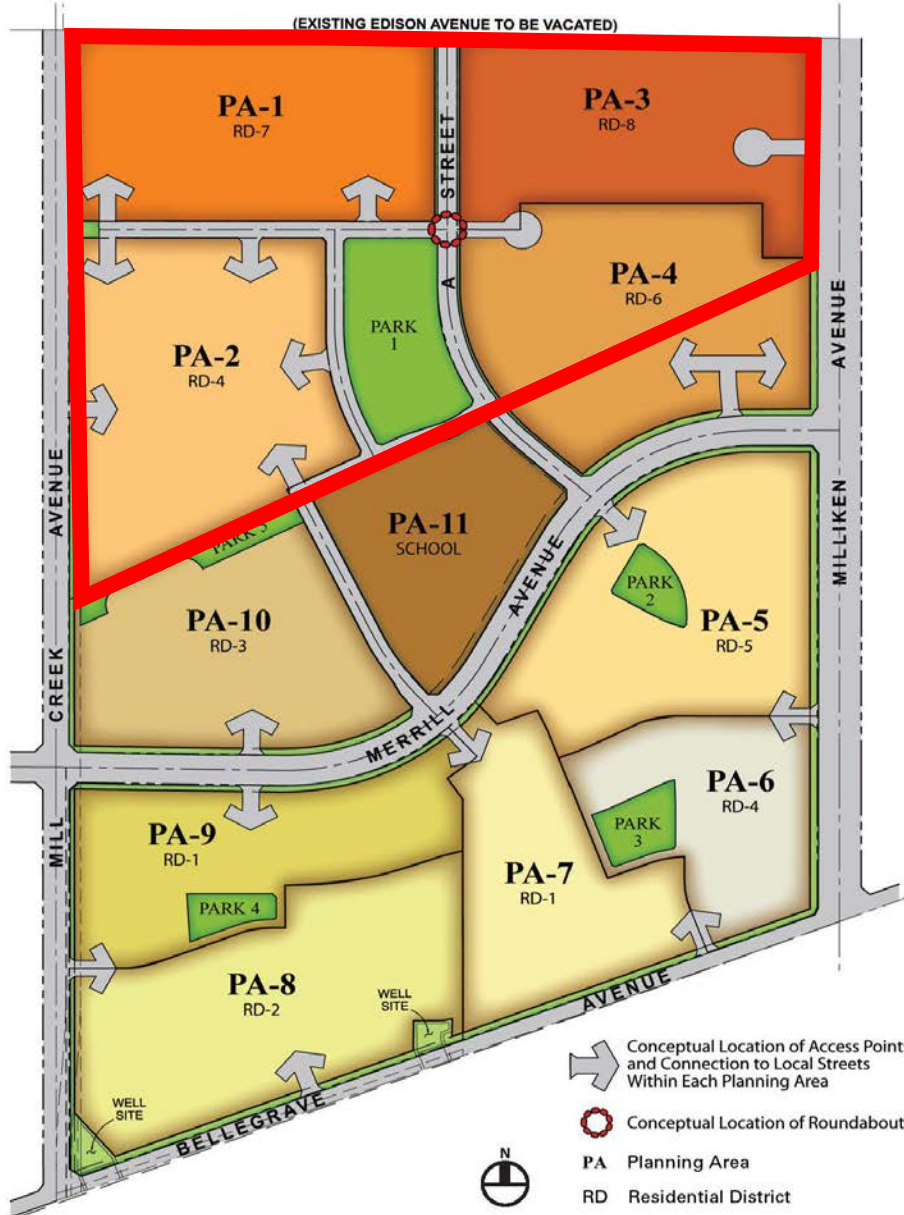 (EXISTING EDISON AVENUE TO BE VACATED)
PA-1
RD-7
PA-3
RD-8
A STREET
PA-4
RD-6
PARK
1
PA-2
RD-4
AVENUE
PA-11
SCHOOL
PARK 5
MILL CREEK AVENUE
MILLIKEN AVENUE
PARK
2
PA-5
RD-5
PA-10
RD-3
MERRILL AVENUE
PA-6
RD-4
PA-9
RD-1
PARK
3
PA-7
RD-1
PARK 4
PA-8
RD-2
WELL
SITE
WELL
SITE
BELLEGRAVE AVENUE
Conceptual Location of Access Point
and Connection to Local Streets
Within Each Planning Area
Conceptual Location of Roundabout
N
PA Planning Area
RD Residential District